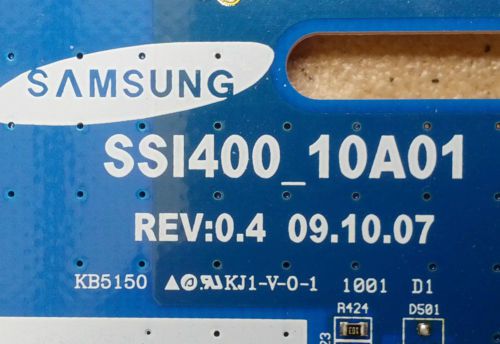 SAMSUNG
SSI400_10A01
REV:0.4 09.10.07
KB5150 KJ1-V-0-1 1001 D1
R424 D501